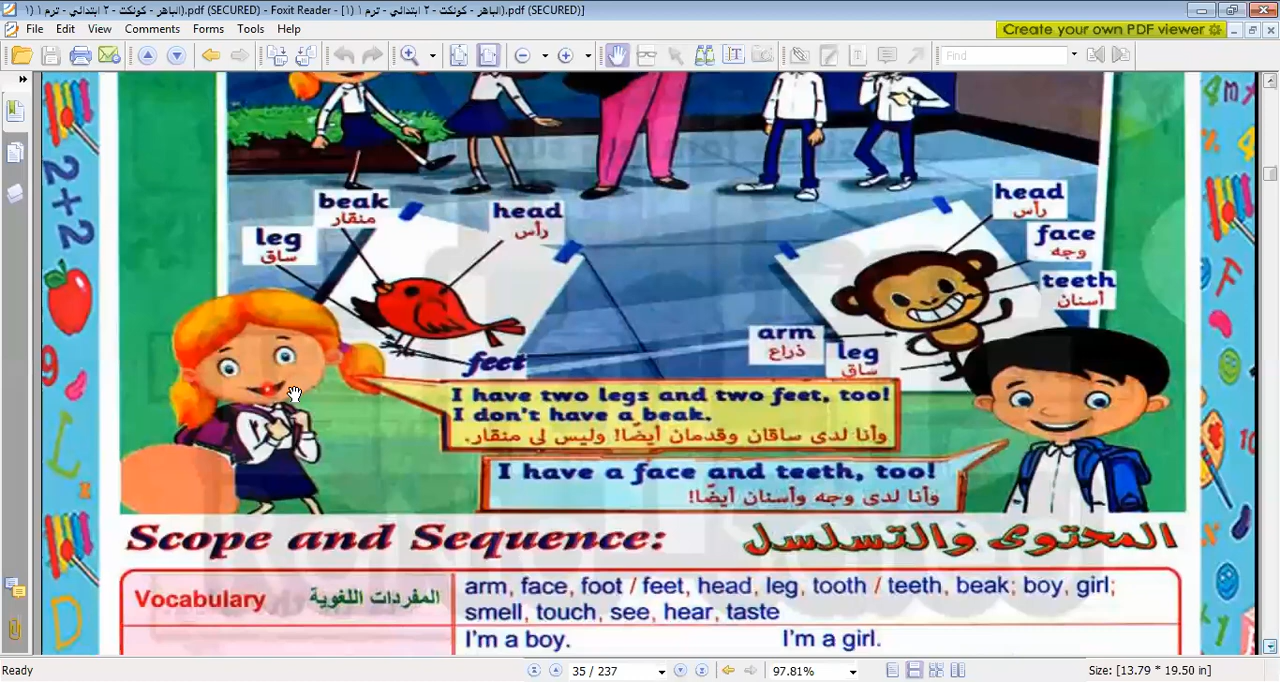 الباهر - كونكت - ٢ ابتدائي - ترم ١ (١).pdf (SECURED) - Foxit Reader - [الباهر - كونكت - ٢ ابتدائي - ترم ١ (١).pdf (SECURED)]
File Edit View Comments Forms Tools Help
Create your own PDF viewer
Find
beak
منقار
head
رأس
leg
ساق
feet
head
رأس
face
وجه
teeth
أسنان
arm
ذراع
leg
ساق
I have two legs and two feet, too!
I don't have a beak.
وأنا لدى ساقان وقدمان أيضًا! وليس لى منقار.
I have a face and teeth, too!
وأنا لدى وجه وأسنان أيضًا!
Scope and Sequence: المحتوى والتسلسل
Vocabulary المفردات اللغوية
arm, face, foot / feet, head, leg, tooth / teeth, beak; boy, girl;
smell, touch, see, hear, taste
I'm a boy. I'm a girl.
Ready 35 / 237 97.81% Size: [13.79 * 19.50 in]